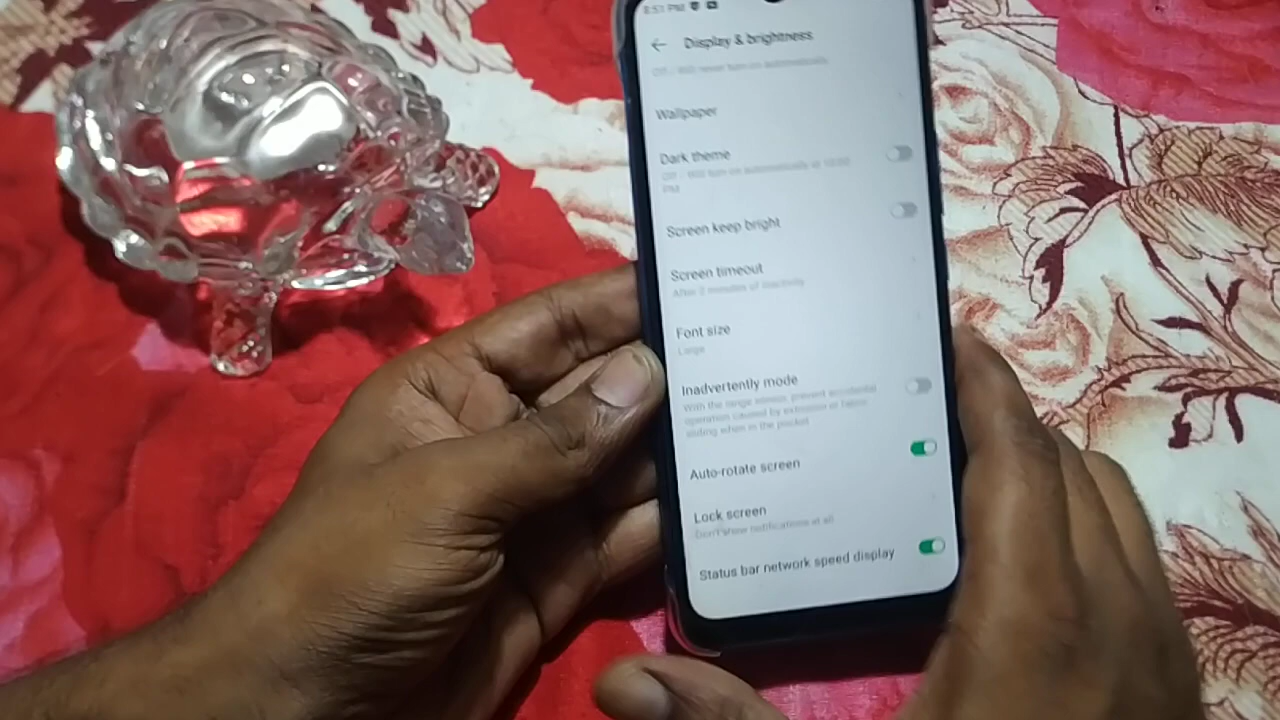 8:51 PM
Display & brightness
Off / Will never turn on automatically
Wallpaper
Dark theme
Off / Will turn on automatically at 10:00
PM
Screen keep bright
Screen timeout
After 2 minutes of inactivity
Font size
Large
Inadvertently mode
With the range sensor, prevent accidental
operation caused by extrusion or fabric
sliding when in the pocket
Auto-rotate screen
Lock screen
Don't show notifications at all
Status bar network speed display